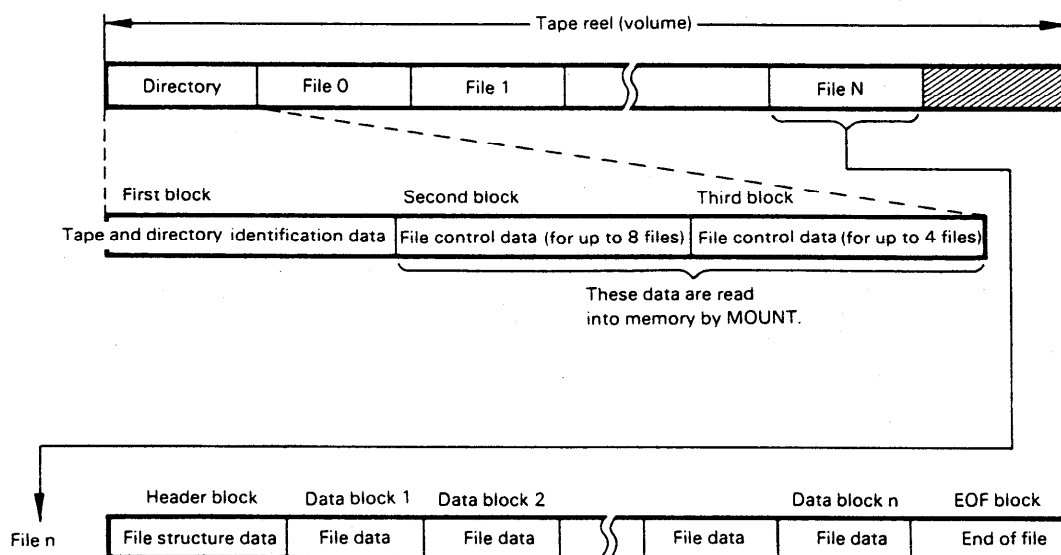 Tape reel (volume)
Directory File 0 File 1 File N
First block Second block Third block
Tape and directory identification data File control data (for up to 8 files) File control data (for up to 4 files)
These data are read
into memory by MOUNT.
Header block Data block 1 Data block 2 Data block n EOF block
File n File structure data File data File data File data File data End of file